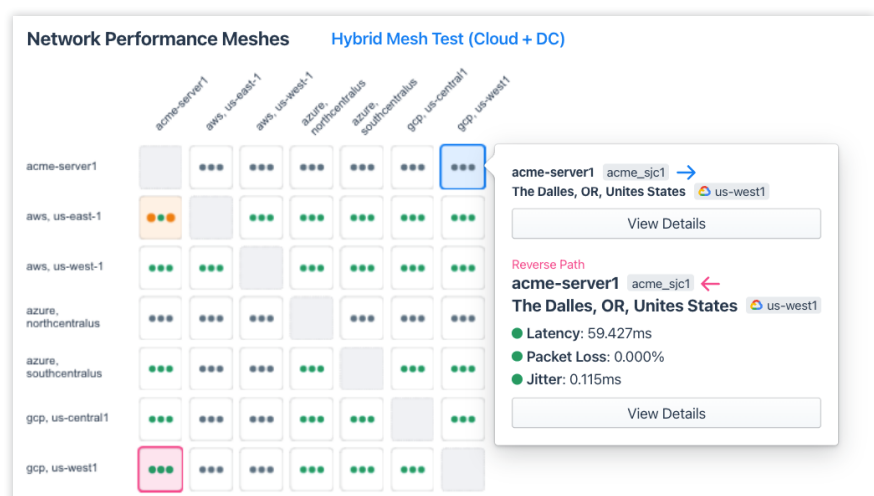 Network Performance Meshes
Hybrid Mesh Test (Cloud + DC)
acme-server1
aws, us-east-1
aws, us-west-1
azure,
northcentralus
azure,
southcentralus
gcp, us-central1
gcp, us-west1
acme-server1
aws, us-east-1
aws, us-west-1
azure,
northcentralus
azure,
southcentralus
gcp, us-central1
gcp, us-west1
acme-server1 acme_sjc1
The Dalles, OR, Unites States us-west1
View Details
Reverse Path
acme-server1 acme_sjc1
The Dalles, OR, Unites States us-west1
Latency: 59.427ms
Packet Loss: 0.000%
Jitter: 0.115ms
View Details